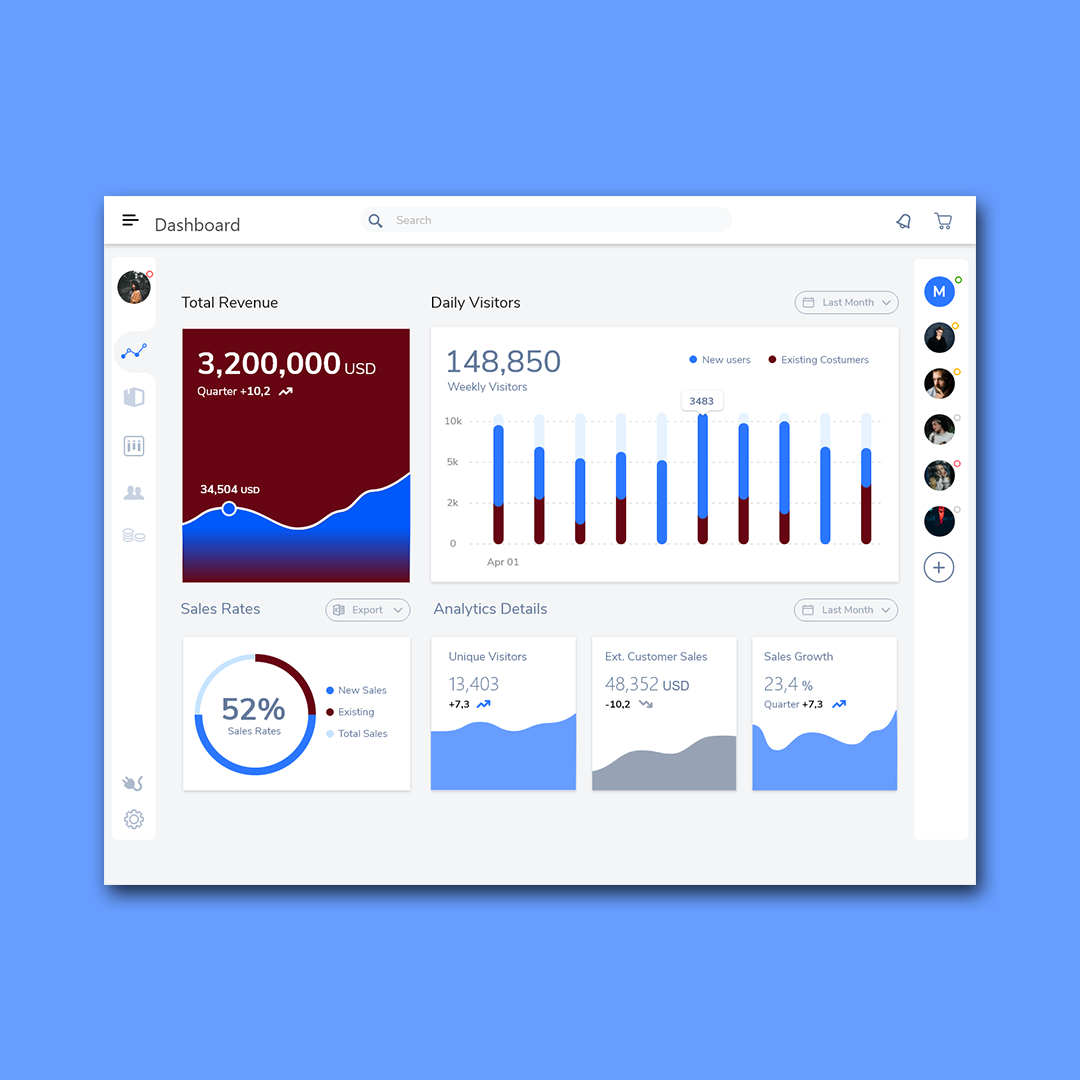 Dashboard
Search
Total Revenue
Daily Visitors
Last Month
3,200,000 USD
Quarter +10,2
34,504 USD
148,850
Weekly Visitors
New users
Existing Costumers
3483
10k
5k
2k
0
Apr 01
M
Sales Rates
Export
Analytics Details
Last Month
52%
Sales Rates
New Sales
Existing
Total Sales
Unique Visitors
13,403
+7,3
Ext. Customer Sales
48,352 USD
-10,2
Sales Growth
23,4 %
Quarter +7,3